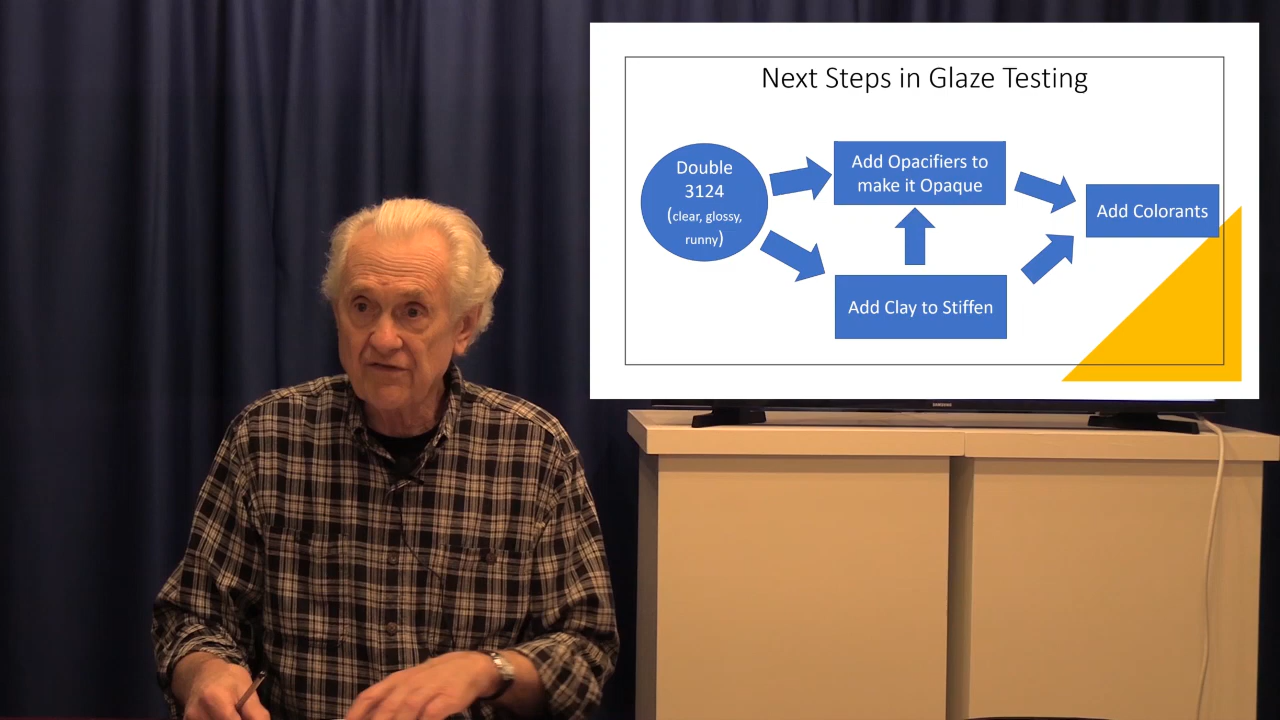 Next Steps in Glaze Testing
Double
3124
(clear, glossy,
runny)
Add Opacifiers to
make it Opaque
Add Clay to Stiffen
Add Colorants
SAMSUNG